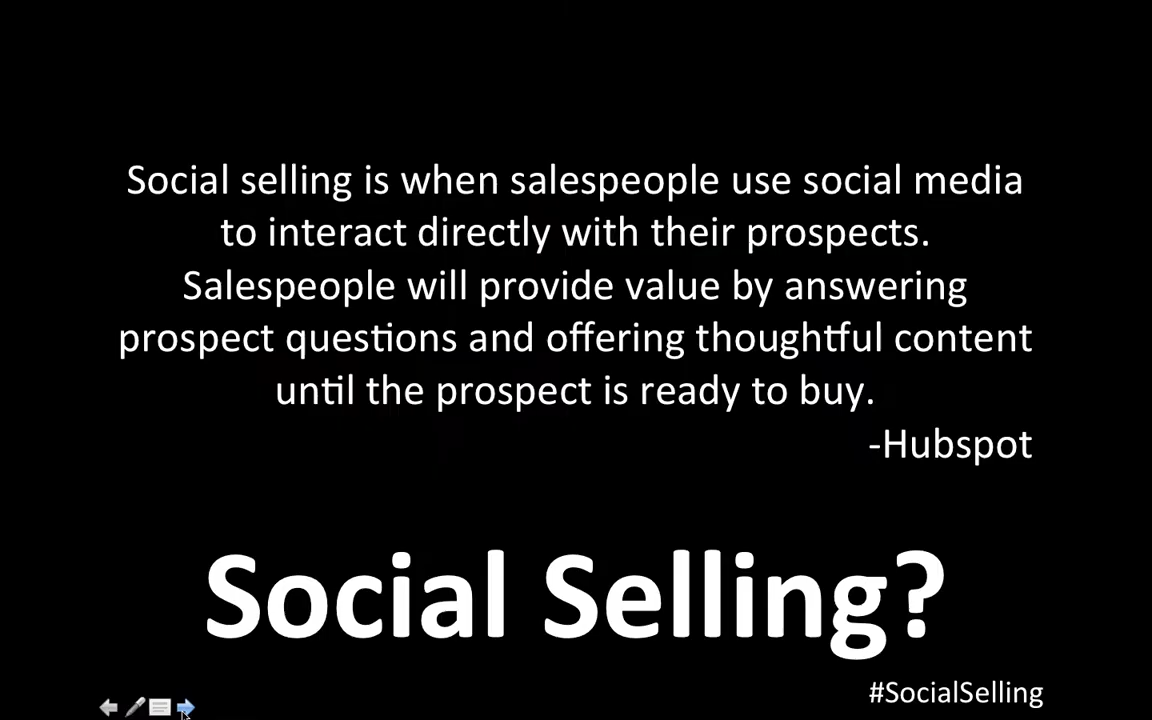 Social selling is when salespeople use social media
to interact directly with their prospects.
Salespeople will provide value by answering
prospect questions and offering thoughtful content
until the prospect is ready to buy.
-Hubspot
Social Selling?
#SocialSelling